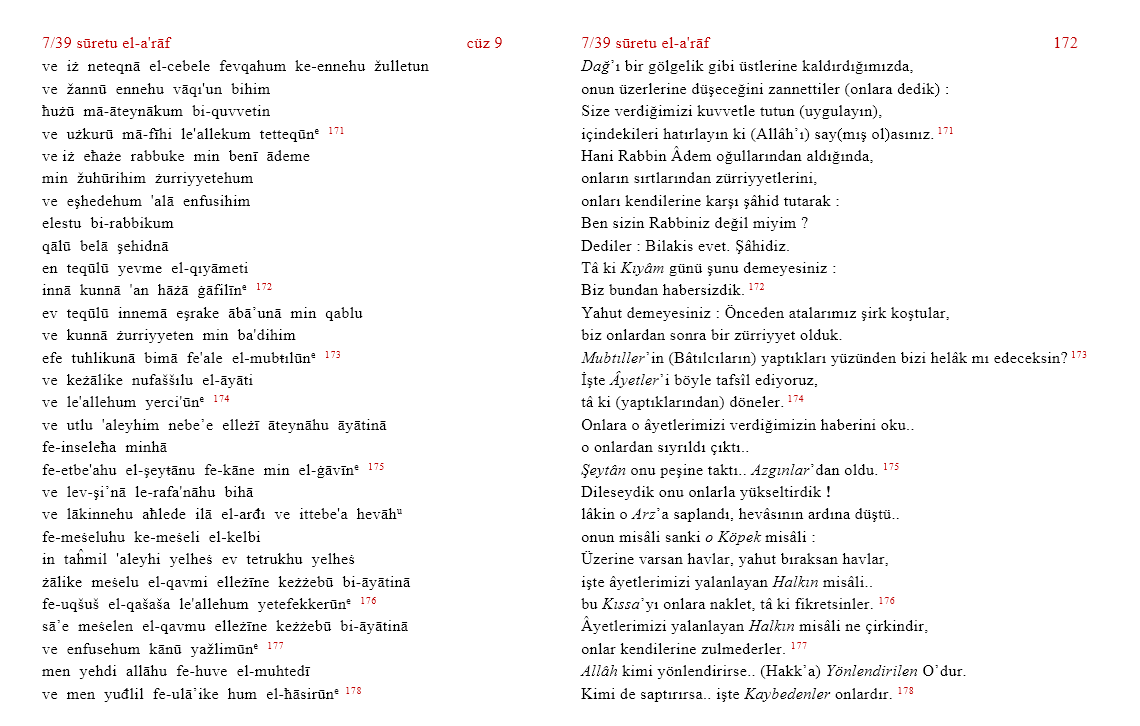 7/39 sūretu el-a'rāf cüz 9
ve iż neteqnā el-cebele fevqahum ke-ennehu žulletun
ve žannū ennehu vāqı'un bihim
ħużū mā-āteynākum bi-quvvetin
ve użkurū mā-fīhi le'allekum tetteqūnᵉ 171
ve iż eħaże rabbuke min benī ādeme
min žuhūrihim żurriyyetehum
ve eşhedehum 'alā enfusihim
elestu bi-rabbikum
qālū belā şehidnā
en teqūlū yevme el-qıyāmeti
innā kunnā 'an hāżā ġāfilīnᵉ 172
ev teqūlū innemā eşrake ābā’unā min qablu
ve kunnā żurriyyeten min ba'dihim
efe tuhlikunā bimā fe'ale el-mubŧılūnᵉ 173
ve keżālike nufaššılu el-āyāti
ve le'allehum yerci'ūnᵉ 174
ve utlu 'aleyhim nebe’e elleżī āteynāhu āyātinā
fe-inseleħa minhā
fe-etbe'ahu el-şeyŧānu fe-kāne min el-ġāvīnᵉ 175
ve lev-şi’nā le-rafa'nāhu bihā
ve lākinnehu aħlede ilā el-arđı ve ittebe'a hevāhᵘ
fe-meśeluhu ke-meśeli el-kelbi
in taĥmil 'aleyhi yelheś ev tetrukhu yelheś
żālike meśelu el-qavmi elleżīne keżżebū bi-āyātinā
fe-uqšuš el-qašaša le'allehum yetefekkerūnᵉ 176
sā’e meśelen el-qavmu elleżīne keżżebū bi-āyātinā
ve enfusehum kānū yažlimūnᵉ 177
men yehdi allāhu fe-huve el-muhtedī
ve men yuđlil fe-ulā’ike hum el-ħāsirūnᵉ 178
7/39 sūretu el-a'rāf 172
Dağ’ı bir gölgelik gibi üstlerine kaldırdığımızda,
onun üzerlerine düşeceğini zannettiler (onlara dedik) :
Size verdiğimizi kuvvetle tutun (uygulayın),
içindekileri hatırlayın ki (Allâh’ı) say(mış ol)asınız. 171
Hani Rabbin Âdem oğullarından aldığında,
onların sırtlarından zürriyyetlerini,
onları kendilerine karşı şâhid tutarak :
Ben sizin Rabbiniz değil miyim ?
Dediler : Bilakis evet. Şâhidiz.
Tâ ki Kıyâm günü şunu demeyesiniz :
Biz bundan habersizdik. 172
Yahut demeyesiniz : Önceden atalarımız şirk koştular,
biz onlardan sonra bir zürriyyet olduk.
Mubtıller’in (Bâtılcıların) yaptıkları yüzünden bizi helâk mı edeceksin? 173
İşte Âyetler’i böyle tafsîl ediyoruz,
tâ ki (yaptıklarından) döneler. 174
Onlara o âyetlerimizi verdiğimizin haberini oku..
o onlardan sıyrıldı çıktı..
Şeytân onu peşine taktı.. Azgınlar’dan oldu. 175
Dileseydik onu onlarla yükseltirdik !
lâkin o Arz’a saplandı, hevâsının ardına düştü..
onun misâli sanki o Köpek misâli :
Üzerine varsan havlar, yahut bıraksan havlar,
işte âyetlerimizi yalanlayan Halkın misâli..
bu Kıssa’yı onlara naklet, tâ ki fikretsinler. 176
Âyetlerimizi yalanlayan Halkın misâli ne çirkindir,
onlar kendilerine zulmederler. 177
Allâh kimi yönlendirirse.. (Hakk’a) Yönlendirilen O’dur.
Kimi de saptırırsa.. işte Kaybedenler onlardır. 178